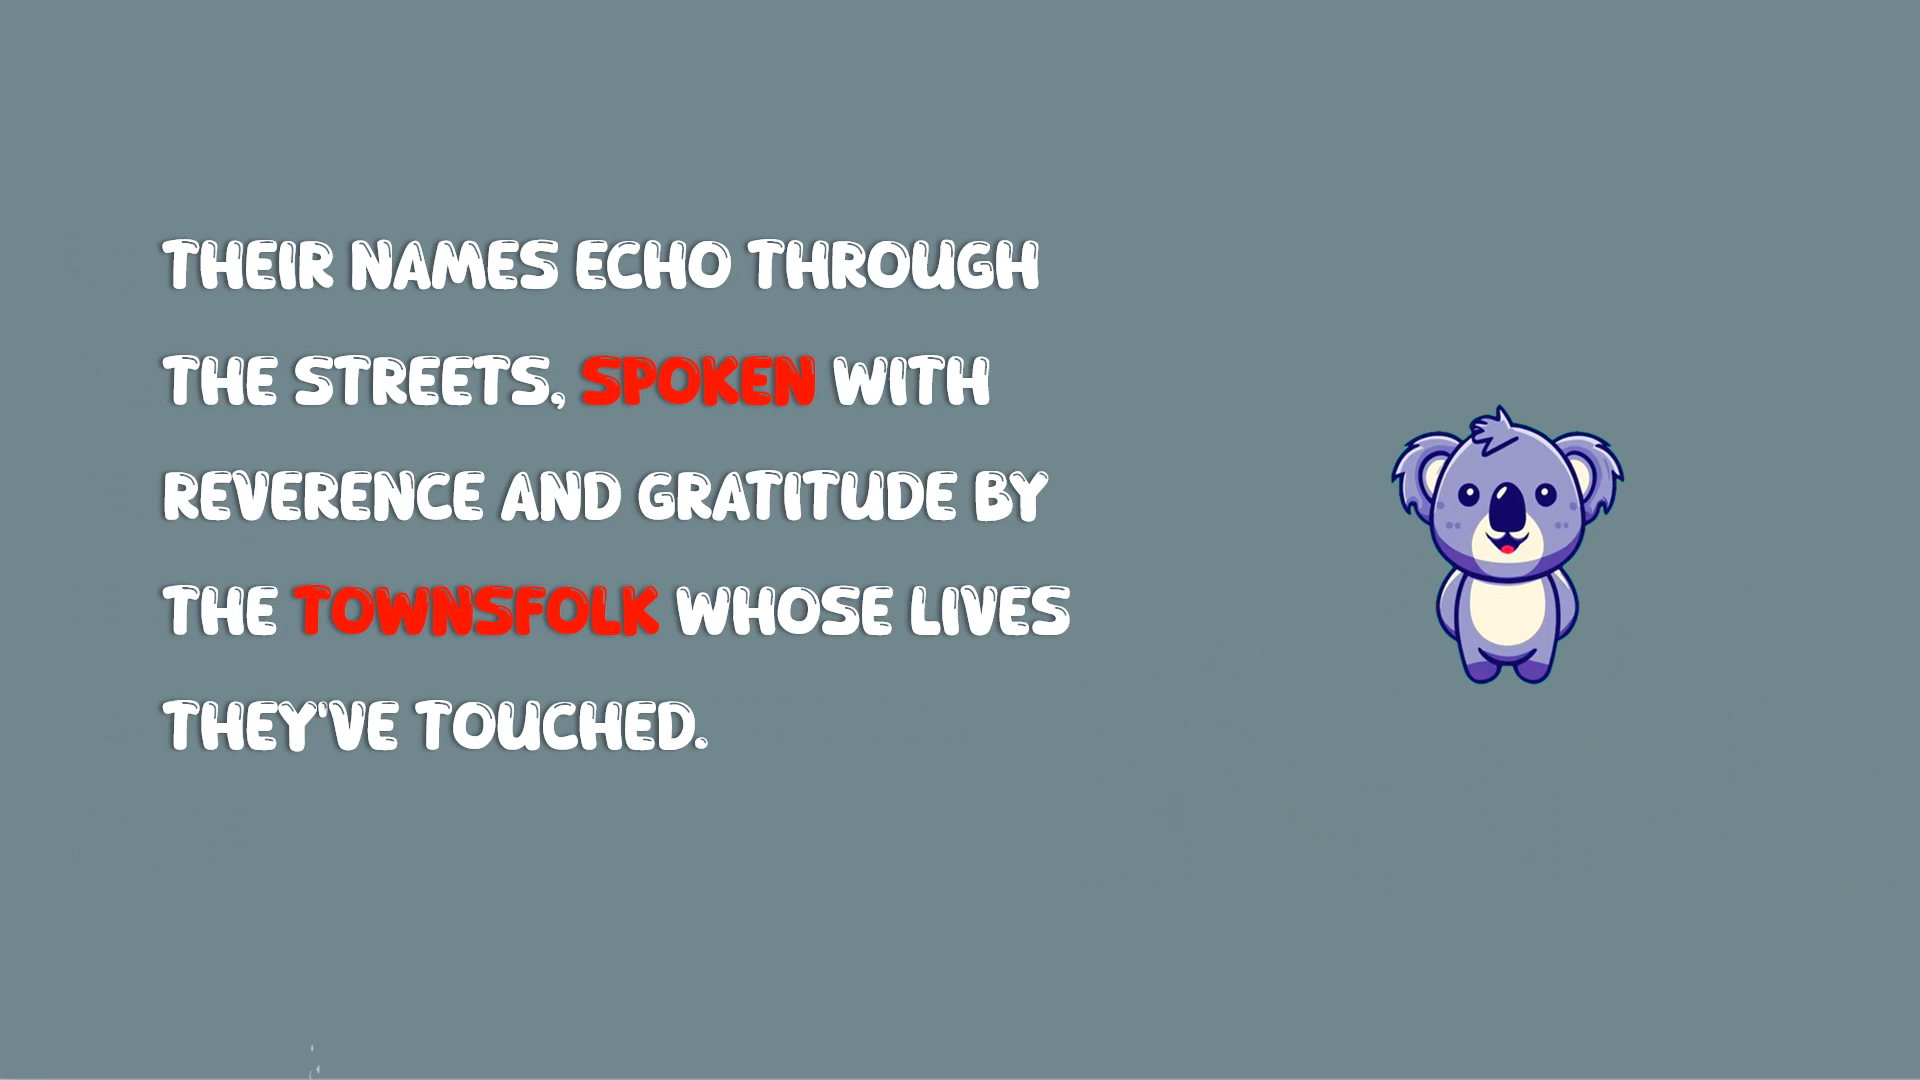 THEIR NAMES ECHO THROUGH
THE STREETS, SPOKEN WITH
REVERENCE AND GRATITUDE BY
THE TOWNSFOLK WHOSE LIVES
THEY'VE TOUCHED.